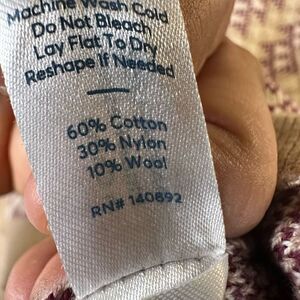 Machine Wash Cold
Do Not Bleach
Lay Flat To Dry
Reshape If Needed
60% Cotton
30% Nylon
10% Wool
RN# 140892